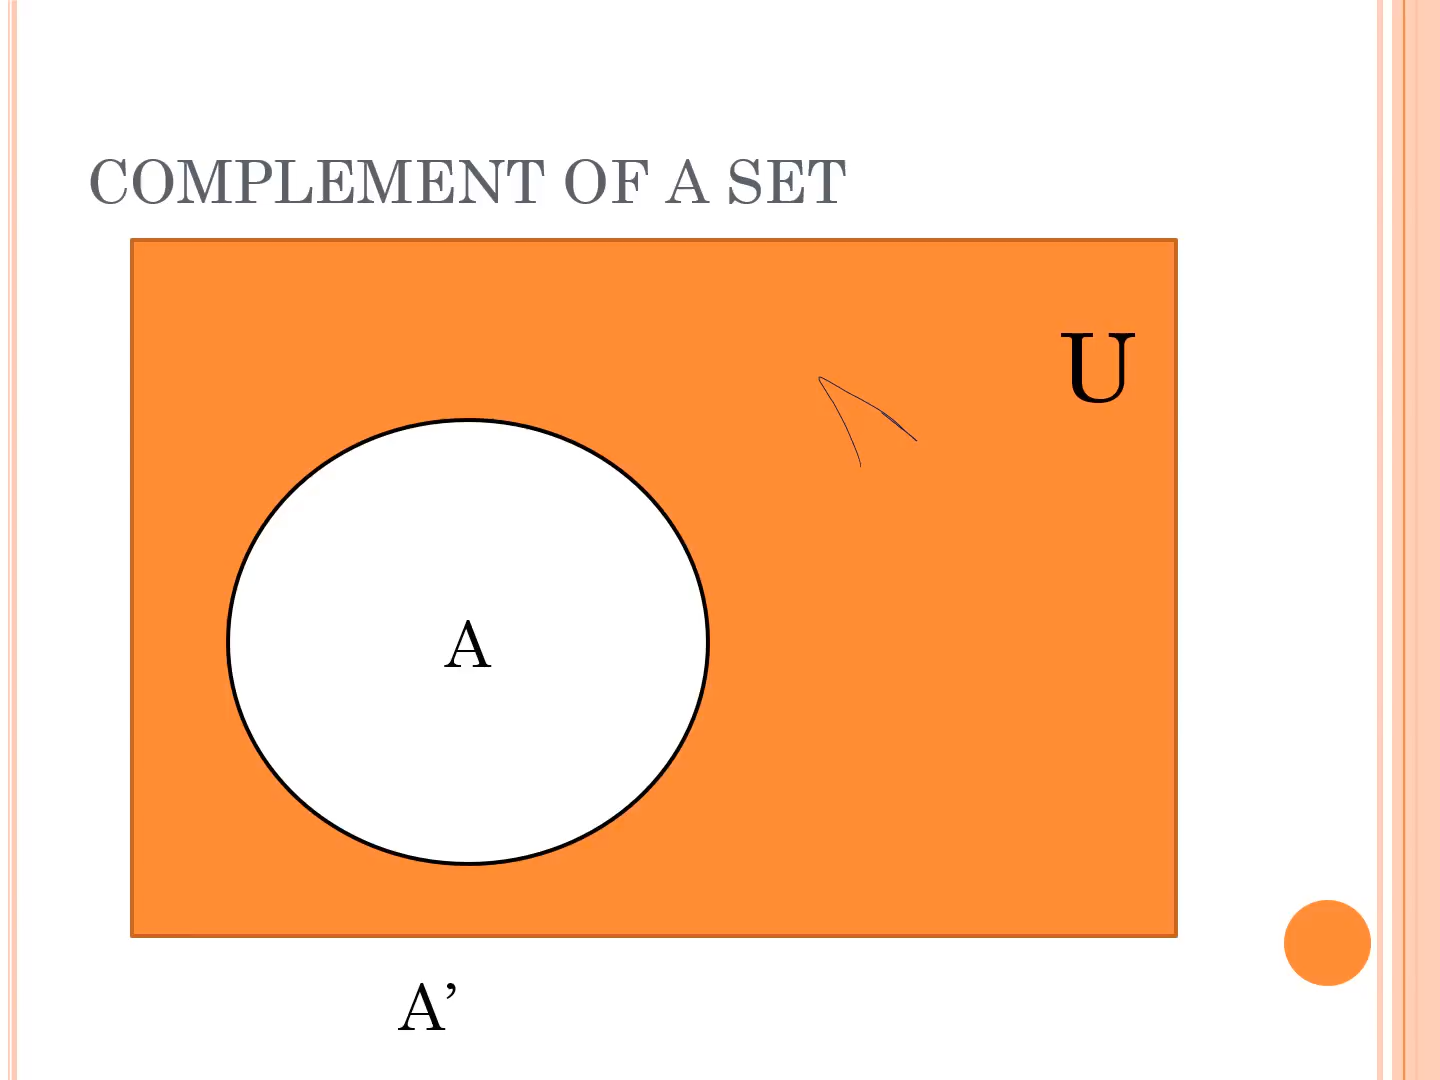 COMPLEMENT OF A SET
U
A
A’